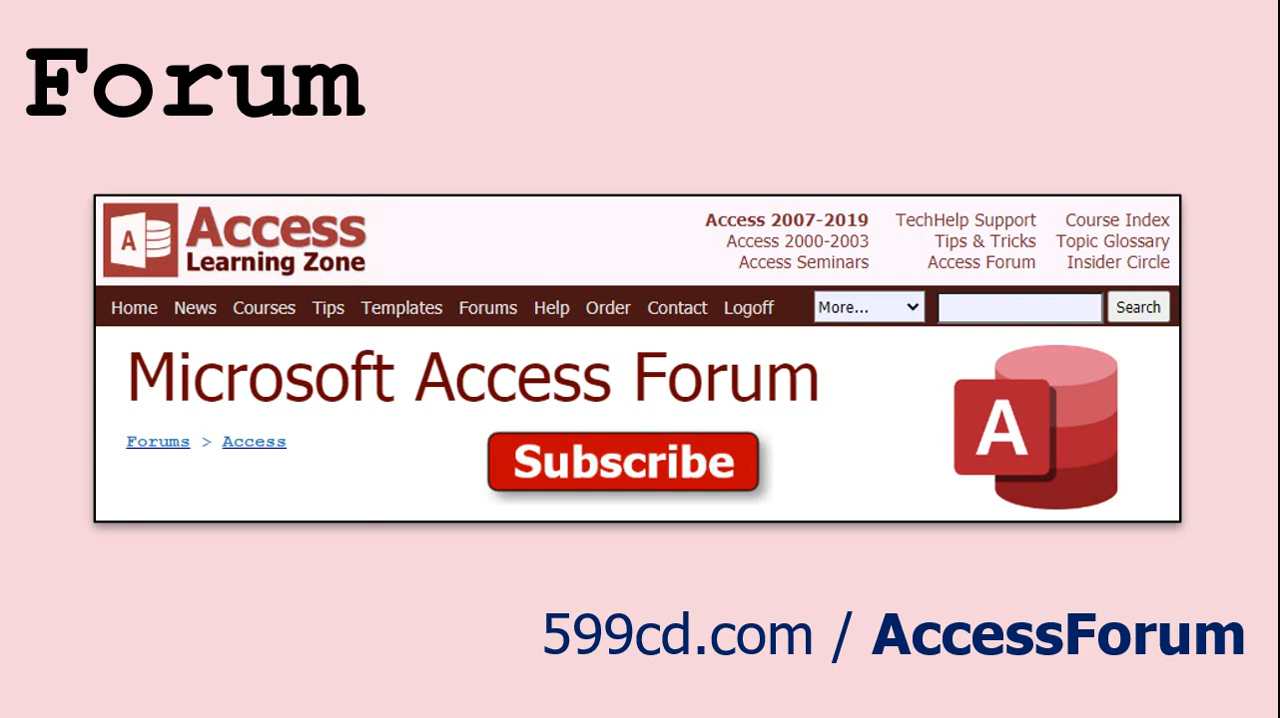 Forum
A
Access
Learning Zone
Access 2007-2019 TechHelp Support Course Index
Access 2000-2003 Tips & Tricks Topic Glossary
Access Seminars Access Forum Insider Circle
Home News Courses Tips Templates Forums Help Order Contact Logoff More... Search
Microsoft Access Forum
Forums > Access
Subscribe
A
599cd.com / AccessForum